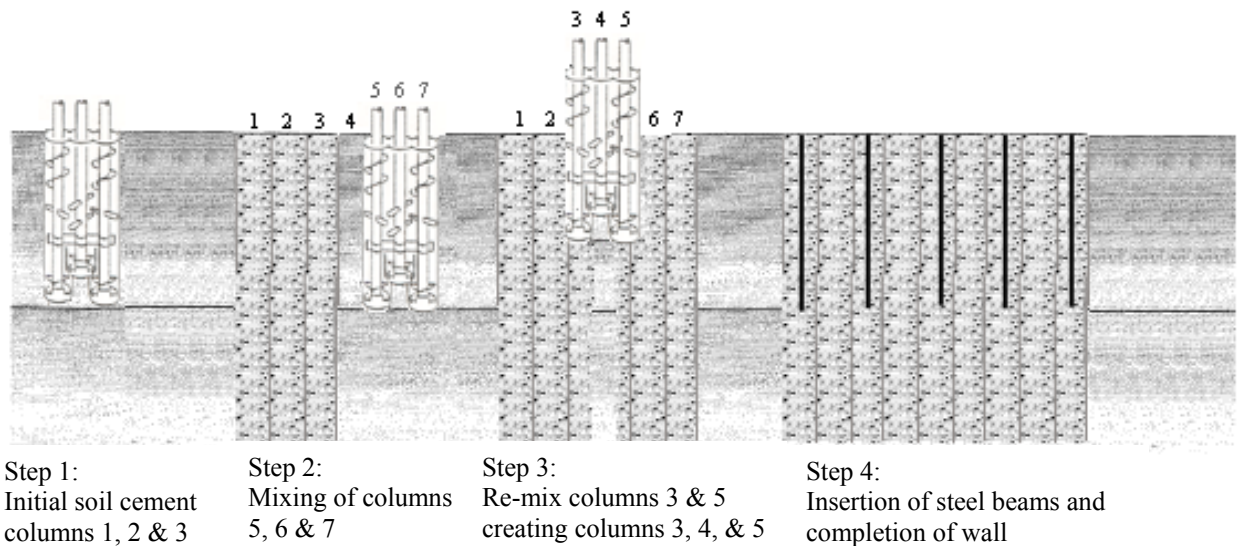 3 4 5
5 6 7
1 2 3 4
1 2
6 7
Step 1:
Initial soil cement
columns 1, 2 & 3
Step 2:
Mixing of columns
5, 6 & 7
Step 3:
Re-mix columns 3 & 5
creating columns 3, 4, & 5
Step 4:
Insertion of steel beams and
completion of wall